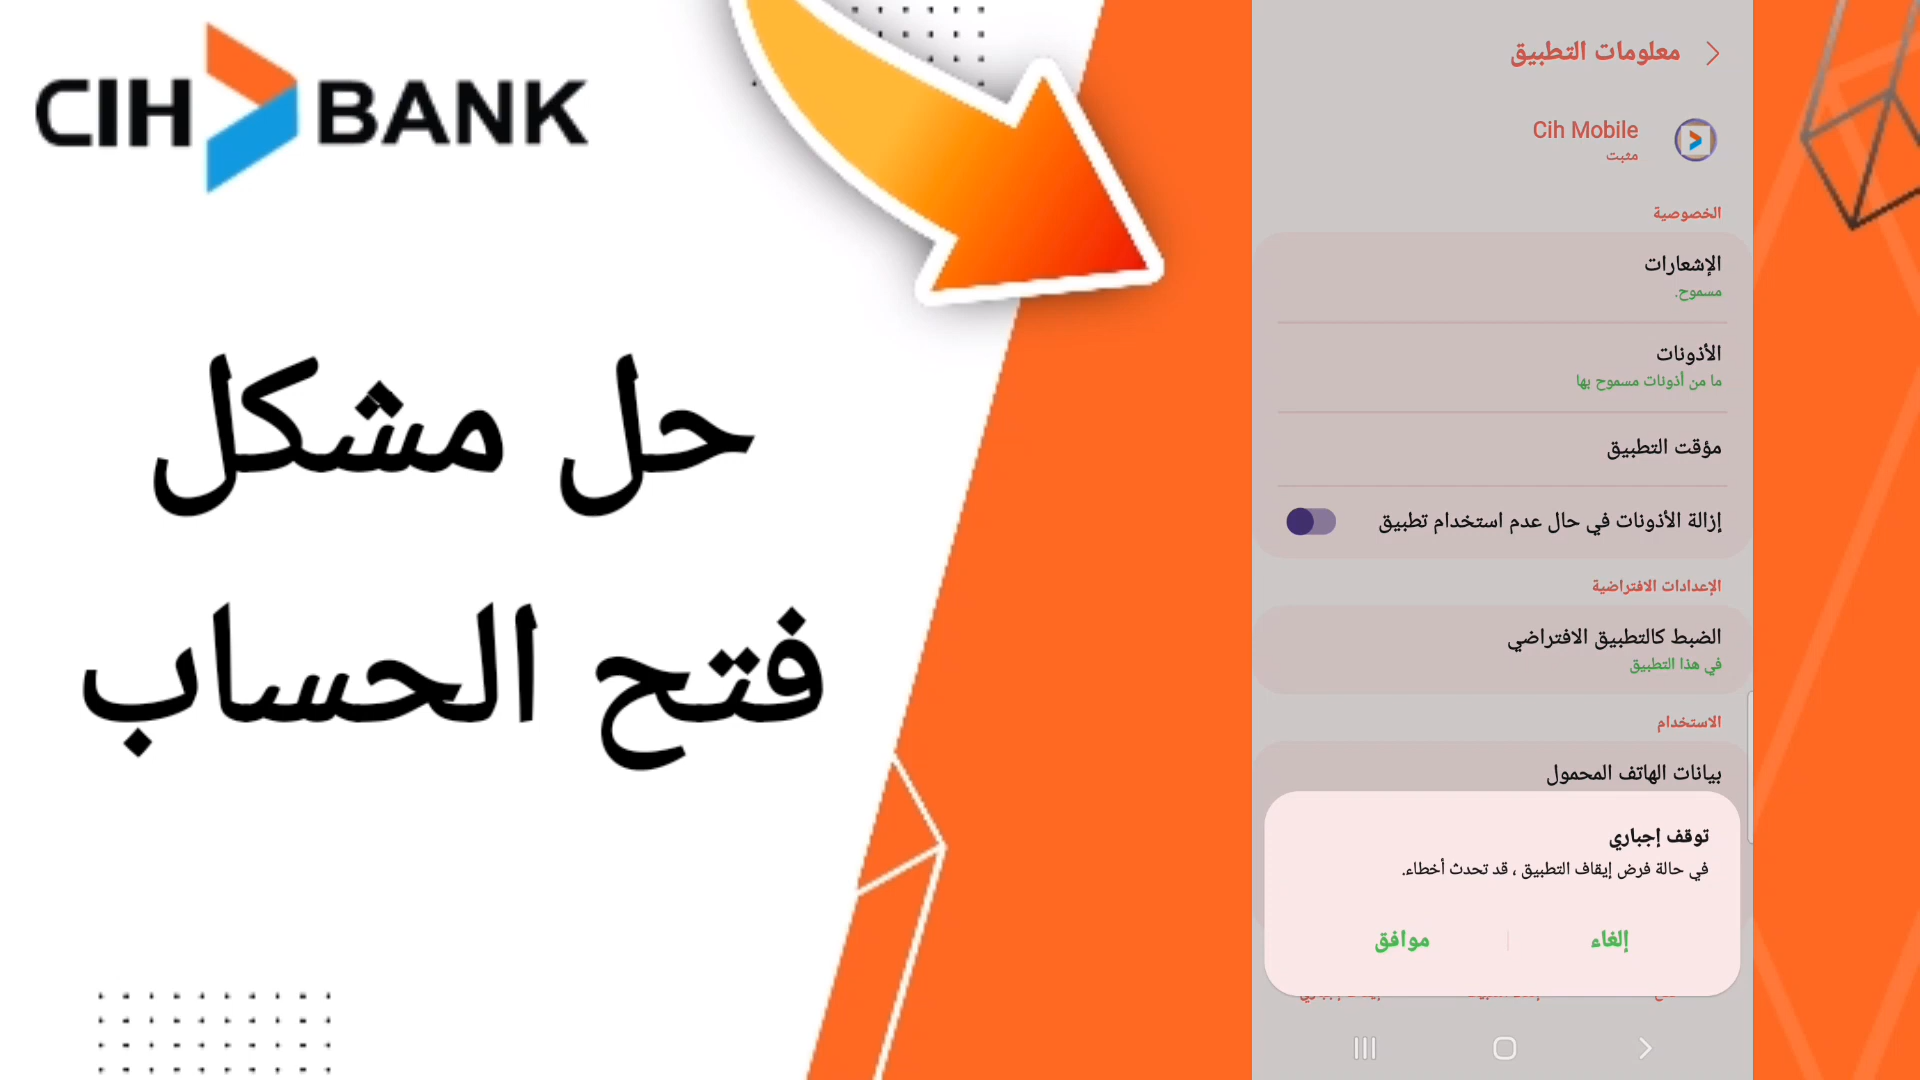 CIH BANK
حل مشكل
فتح الحساب
معلومات التطبيق
Cih Mobile
مثبت
الخصوصية
الإشعارات
مسموح.
الأذونات
ما من أذونات مسموح بها
مؤقت التطبيق
إزالة الأذونات في حال عدم استخدام تطبيق
الإعدادات الافتراضية
الضبط كالتطبيق الافتراضي
في هذا التطبيق
الاستخدام
بيانات الهاتف المحمول
توقف إجباري
في حالة فرض إيقاف التطبيق ، قد تحدث أخطاء.
إلغاء
موافق